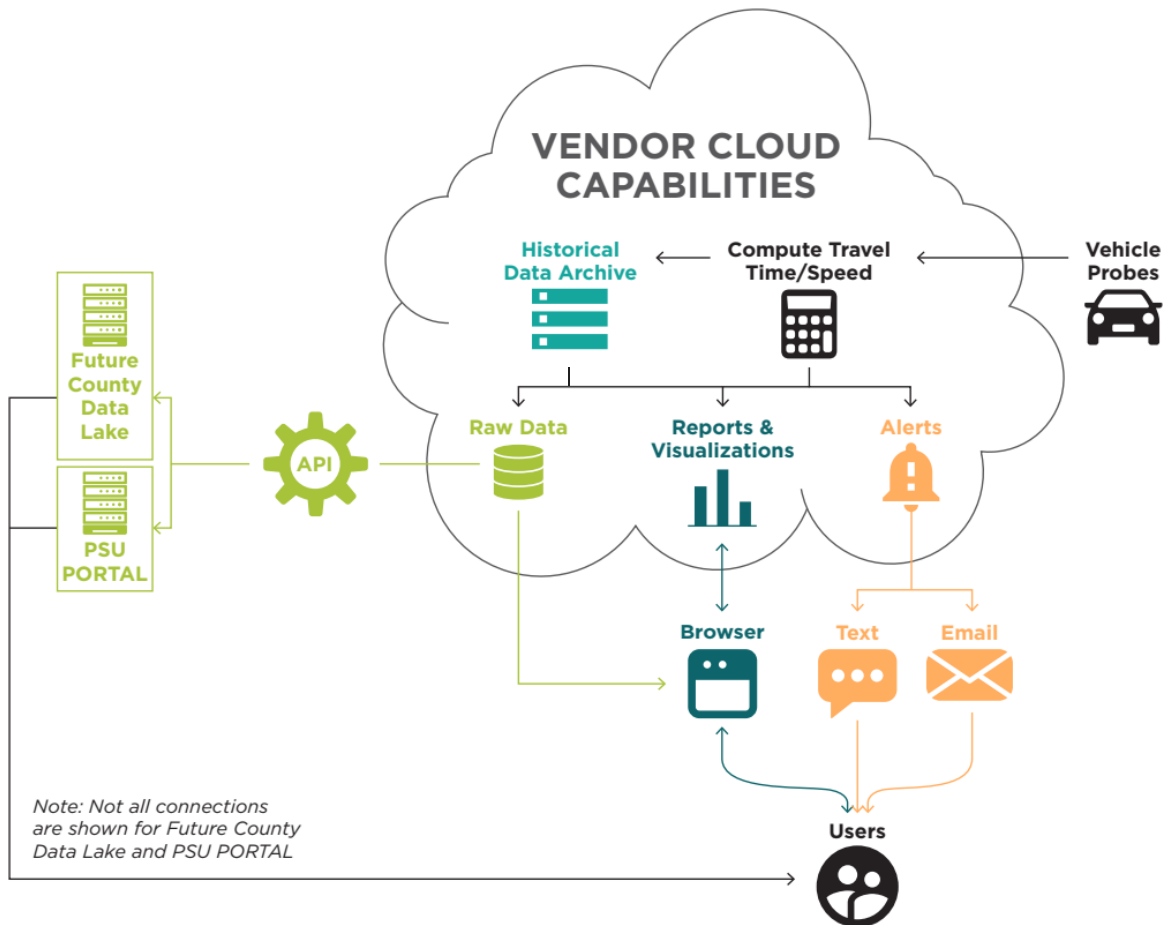 VENDOR CLOUD
CAPABILITIES
Historical
Data Archive
Compute Travel
Time/Speed
Vehicle
Probes
Future
County
Data
Lake
PSU
PORTAL
API
Raw Data
Reports &
Visualizations
Alerts
Browser
Text
Email
Note: Not all connections
are shown for Future County
Data Lake and PSU PORTAL
Users